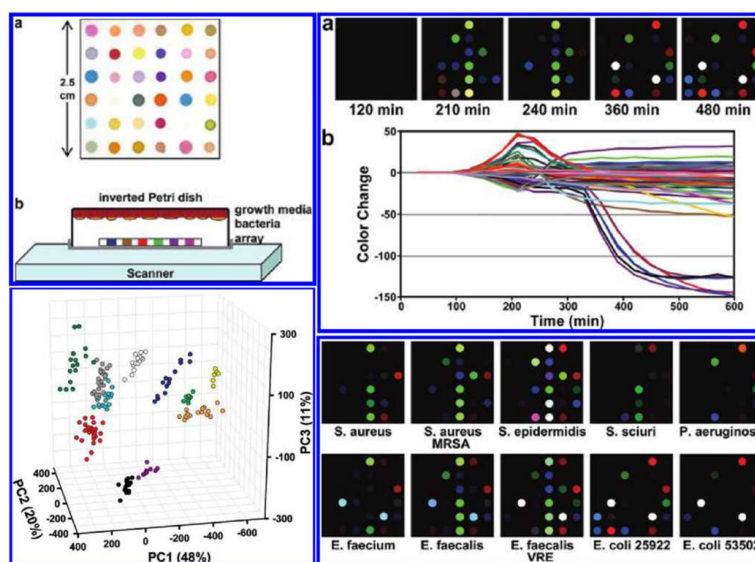 a
2.5
cm
b
inverted Petri dish
growth media
bacteria
array
Scanner
a
120 min
210 min
240 min
360 min
480 min
b
Color Change
50
0
-50
-100
-150
0
100
200
300
400
500
600
Time (min)
300
100
-100
-300
PC3 (11%)
400
200
0
-200
-400
PC2 (20%)
400
200
0
-200
-400
PC1 (48%)
S. aureus
S. aureus
MRSA
S. epidermidis
S. sciuri
P. aeruginos
E. faecium
E. faecalis
E. faecalis
VRE
E. coli 25922
E. coli 53502